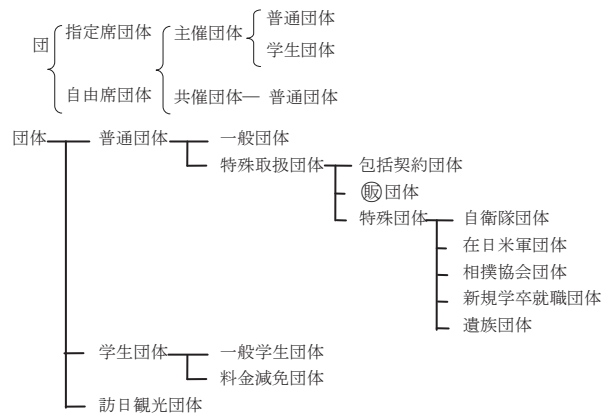 普通団体
指定席団体 主催団体
団 学生団体
自由席団体 共催団体― 普通団体
団体 普通団体 一般団体
特殊取扱団体 包括契約団体
販団体
特殊団体 自衛隊団体
在日米軍団体
相撲協会団体
新規学卒就職団体
遺族団体
学生団体 一般学生団体
料金減免団体
訪日観光団体